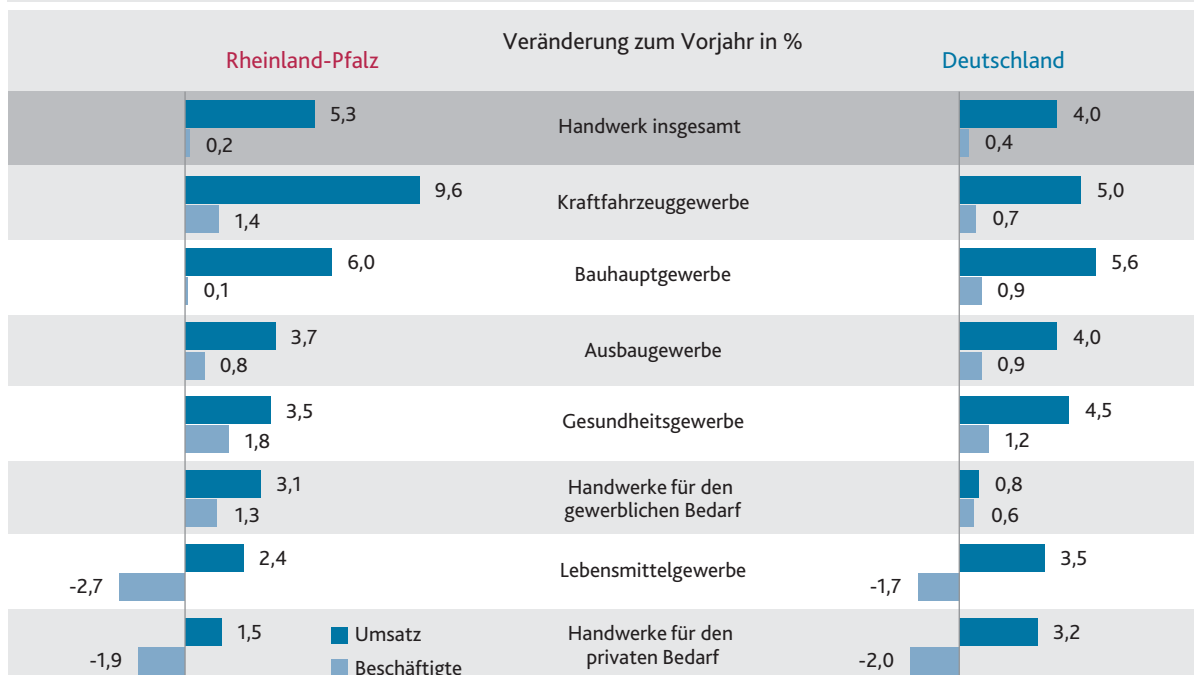 Veränderung zum Vorjahr in %
Rheinland-Pfalz
Deutschland
5,3
Handwerk insgesamt
4,0
0,2
0,4
9,6
Kraftfahrzeuggewerbe
5,0
1,4
0,7
6,0
Bauhauptgewerbe
5,6
0,1
0,9
3,7
Ausbaugewerbe
4,0
0,8
0,9
3,5
Gesundheitsgewerbe
4,5
1,8
1,2
3,1
Handwerke für den
gewerblichen Bedarf
0,8
1,3
0,6
2,4
Lebensmittelgewerbe
3,5
-2,7
-1,7
1,5
Umsatz
Handwerke für den
privaten Bedarf
3,2
-1,9
Beschäftigte
-2,0